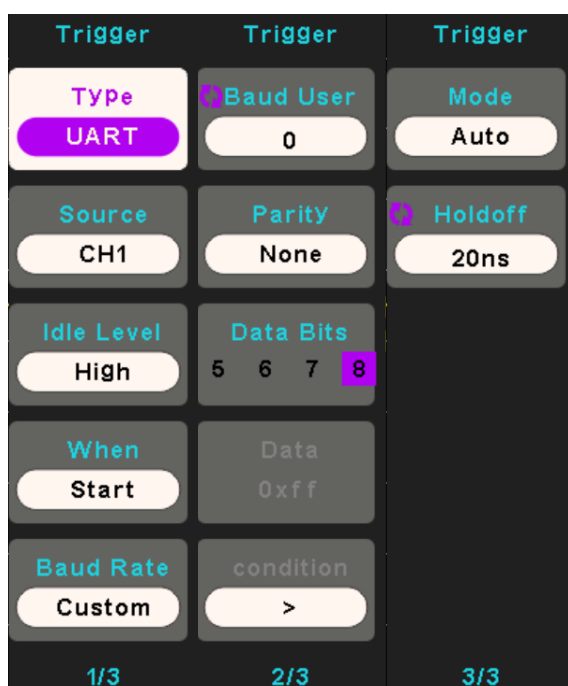 Trigger
Type
UART
Source
CH1
Idle Level
High
When
Start
Baud Rate
Custom
1/3
Trigger
Baud User
0
Parity
None
Data Bits
5 6 7 8
Data
0xff
condition
>
2/3
Trigger
Mode
Auto
Holdoff
20ns
3/3